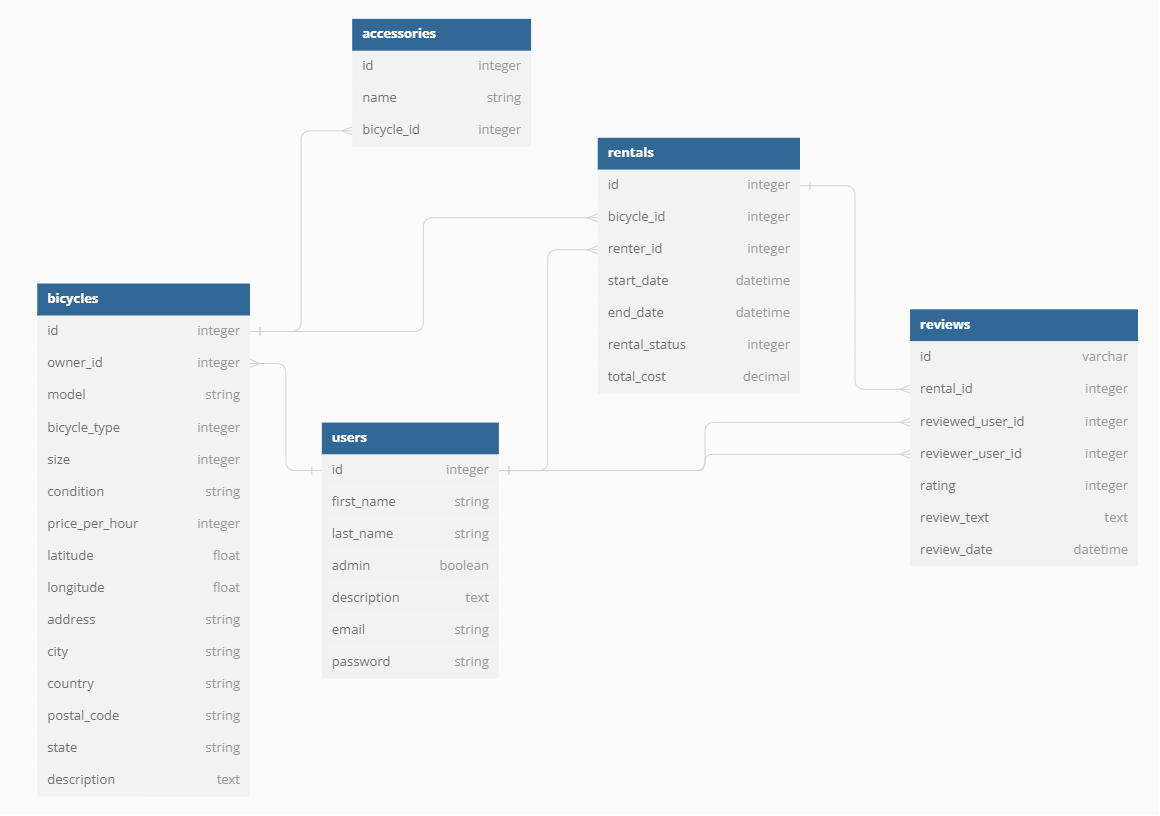 accessories
id integer
name string
bicycle_id integer
rentals
id integer
bicycle_id integer
renter_id integer
start_date datetime
end_date datetime
rental_status integer
total_cost decimal
bicycles
id integer
owner_id integer
model string
bicycle_type integer
size integer
condition string
price_per_hour integer
latitude float
longitude float
address string
city string
country string
postal_code string
state string
description text
users
id integer
first_name string
last_name string
admin boolean
description text
email string
password string
reviews
id varchar
rental_id integer
reviewed_user_id integer
reviewer_user_id integer
rating integer
review_text text
review_date datetime